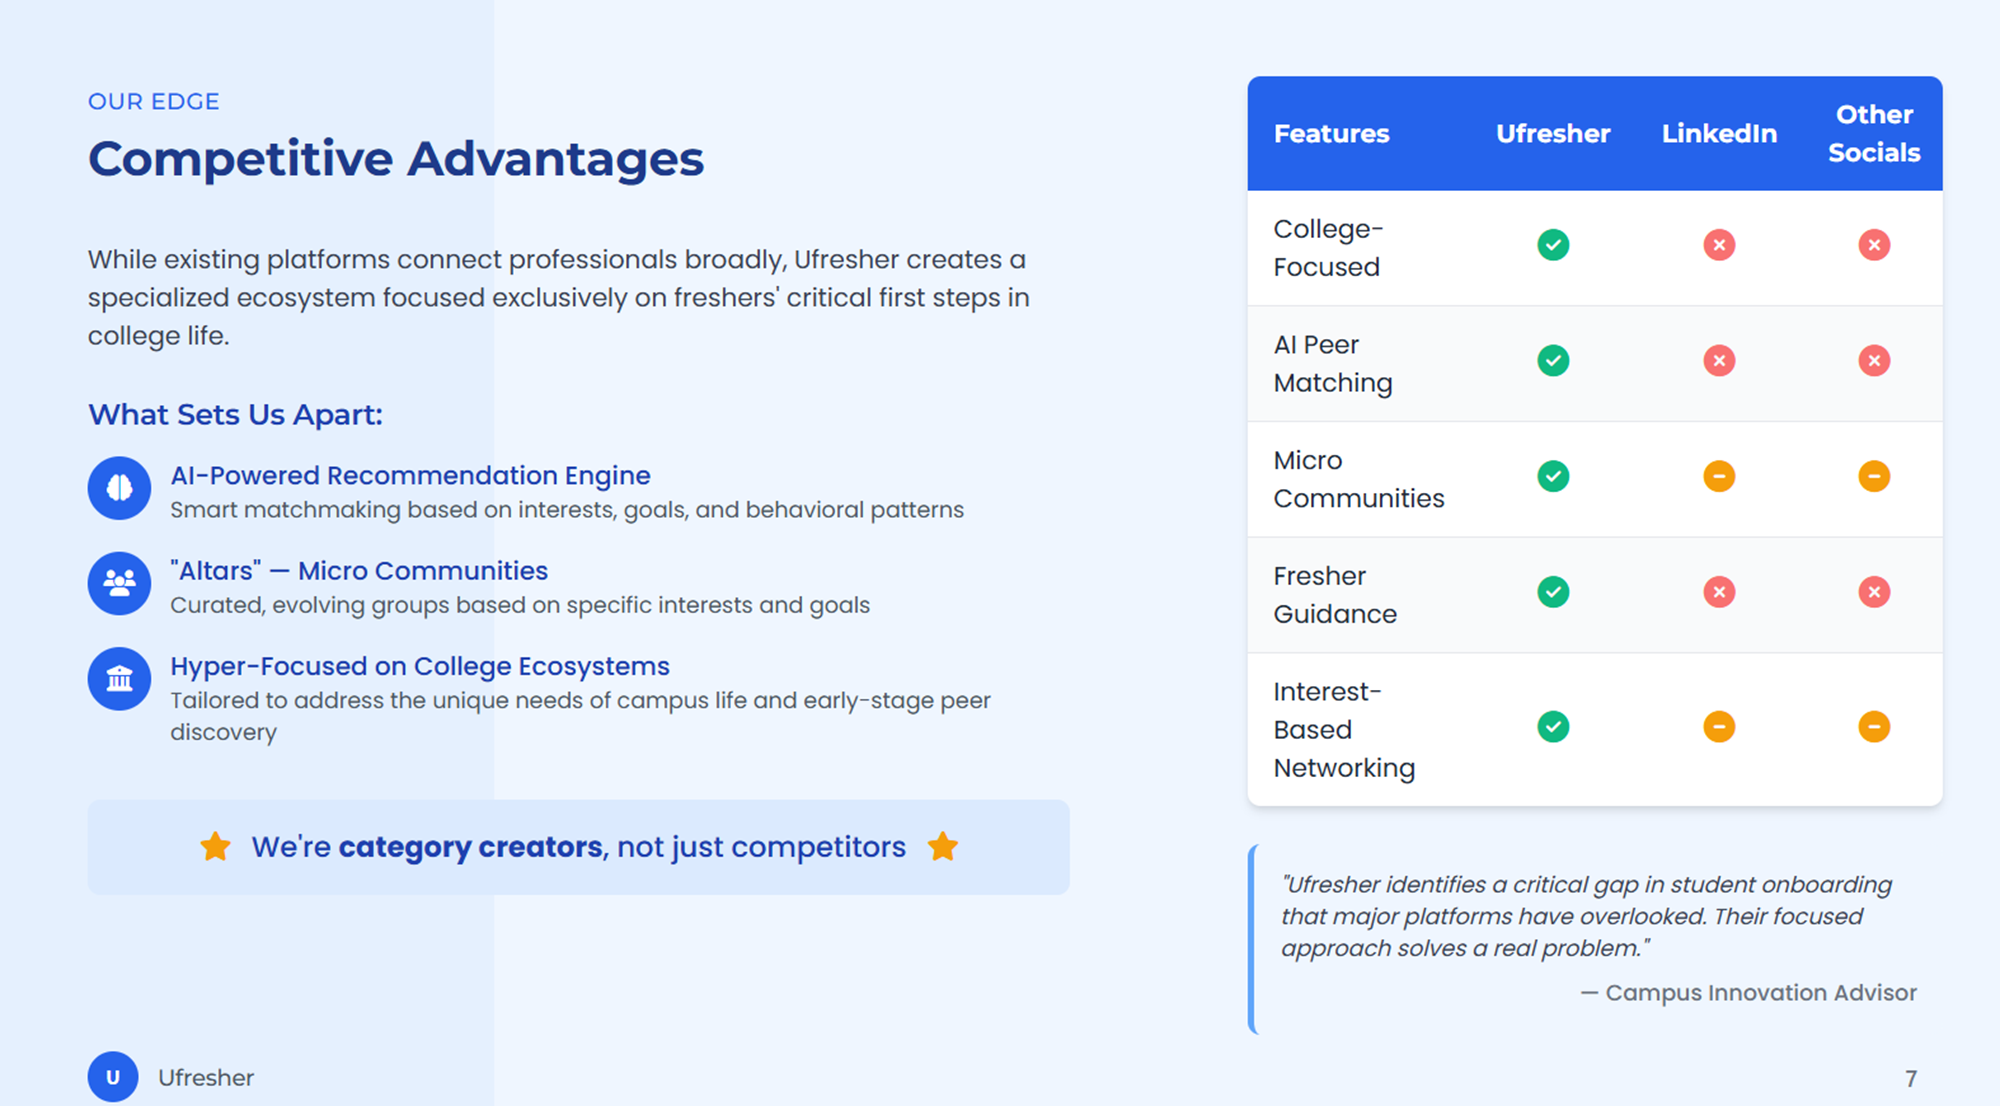 OUR EDGE
Competitive Advantages
While existing platforms connect professionals broadly, Ufresher creates a
specialized ecosystem focused exclusively on freshers' critical first steps in
college life.
What Sets Us Apart:
AI-Powered Recommendation Engine
Smart matchmaking based on interests, goals, and behavioral patterns
"Altars" — Micro Communities
Curated, evolving groups based on specific interests and goals
Hyper-Focused on College Ecosystems
Tailored to address the unique needs of campus life and early-stage peer
discovery
We're category creators, not just competitors
Features Ufresher LinkedIn Other
Socials
College-
Focused
AI Peer
Matching
Micro
Communities
Fresher
Guidance
Interest-
Based
Networking
"Ufresher identifies a critical gap in student onboarding
that major platforms have overlooked. Their focused
approach solves a real problem."
— Campus Innovation Advisor
U Ufresher
7